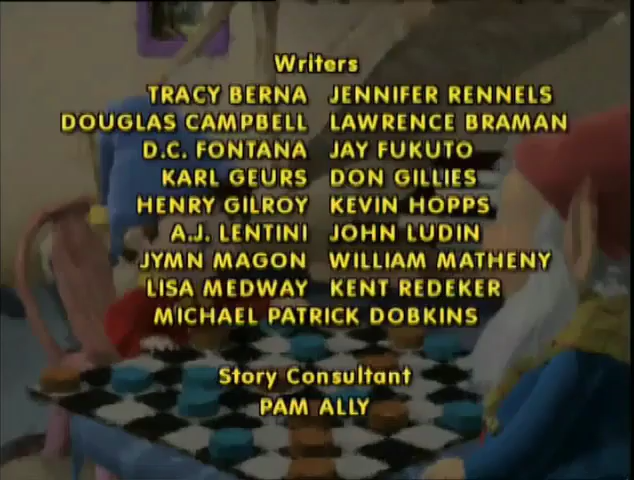 Writers
TRACY BERNA JENNIFER RENNELS
DOUGLAS CAMPBELL LAWRENCE BRAMAN
D.C. FONTANA JAY FUKUTO
KARL GEURS DON GILLIES
HENRY GILROY KEVIN HOPPS
A.J. LENTINI JOHN LUDIN
JYMN MAGON WILLIAM MATHENY
LISA MEDWAY KENT REDEKER
MICHAEL PATRICK DOBKINS
Story Consultant
PAM ALLY